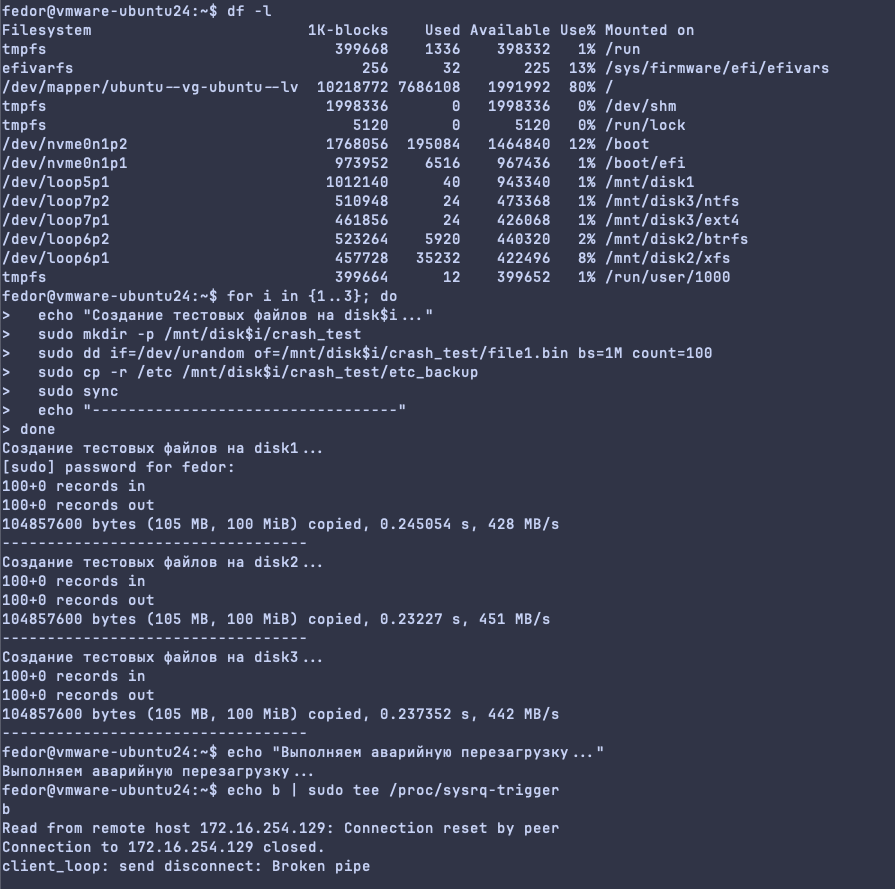 fedor@vmware-ubuntu24:~$ df -l
Filesystem                        1K-blocks    Used Available Use% Mounted on
tmpfs                                399668    1336    398332   1% /run
efivarfs                                256      32       225  13% /sys/firmware/efi/efivars
/dev/mapper/ubuntu--vg-ubuntu--lv  10218772 7686108   1991992  80% /
tmpfs                               1998336       0   1998336   0% /dev/shm
tmpfs                                  5120       0      5120   0% /run/lock
/dev/nvme0n1p2                      1768056  195084   1464840  12% /boot
/dev/nvme0n1p1                       973952    6516    967436   1% /boot/efi
/dev/loop5p1                        1012140      40    943340   1% /mnt/disk1
/dev/loop7p2                         510948      24    473368   1% /mnt/disk3/ntfs
/dev/loop7p1                         461856      24    426068   1% /mnt/disk3/ext4
/dev/loop6p2                         523264    5920    440320   2% /mnt/disk2/btrfs
/dev/loop6p1                         457728   35232    422496   8% /mnt/disk2/xfs
tmpfs                                399664      12    399652   1% /run/user/1000
fedor@vmware-ubuntu24:~$ for i in {1..3}; do
>   echo "Создание тестовых файлов на disk$i..."
>   sudo mkdir -p /mnt/disk$i/crash_test
>   sudo dd if=/dev/urandom of=/mnt/disk$i/crash_test/file1.bin bs=1M count=100
>   sudo cp -r /etc /mnt/disk$i/crash_test/etc_backup
>   sudo sync
>   echo "----------------------------------"
> done
Создание тестовых файлов на disk1...
[sudo] password for fedor:
100+0 records in
100+0 records out
104857600 bytes (105 MB, 100 MiB) copied, 0.245054 s, 428 MB/s
----------------------------------
Создание тестовых файлов на disk2...
100+0 records in
100+0 records out
104857600 bytes (105 MB, 100 MiB) copied, 0.23227 s, 451 MB/s
----------------------------------
Создание тестовых файлов на disk3...
100+0 records in
100+0 records out
104857600 bytes (105 MB, 100 MiB) copied, 0.237352 s, 442 MB/s
----------------------------------
fedor@vmware-ubuntu24:~$ echo "Выполняем аварийную перезагрузку..."
Выполняем аварийную перезагрузку...
fedor@vmware-ubuntu24:~$ echo b | sudo tee /proc/sysrq-trigger
b
Read from remote host 172.16.254.129: Connection reset by peer
Connection to 172.16.254.129 closed.
client_loop: send disconnect: Broken pipe